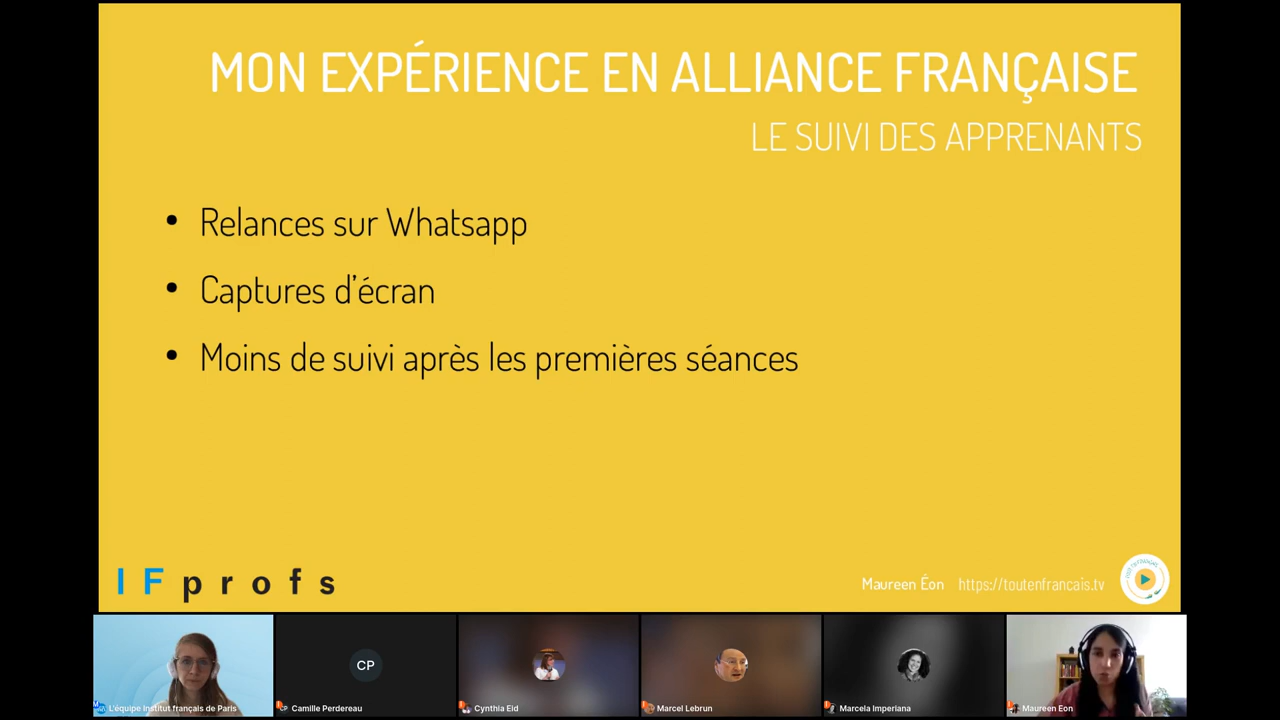 MON EXPÉRIENCE EN ALLIANCE FRANÇAISE
LE SUIVI DES APPRENANTS
• Relances sur Whatsapp
• Captures d'écran
• Moins de suivi après les premières séances
IFprofs
Maureen Éon https://toutenfrancais.tv
CP
L'équipe Institut français de Paris
Camille Perdereau
Cynthia Eid
Marcel Lebrun
Marcela Imperiana
Maureen Eon